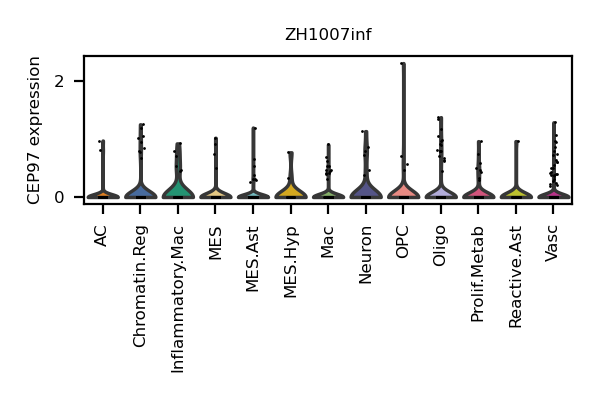 ZH1007inf
CEP97 expression
2
0
AC
Chromatin.Reg
Inflammatory.Mac
MES
MES.Ast
MES.Hyp
Mac
Neuron
OPC
Oligo
Prolif.Metab
Reactive.Ast
Vasc